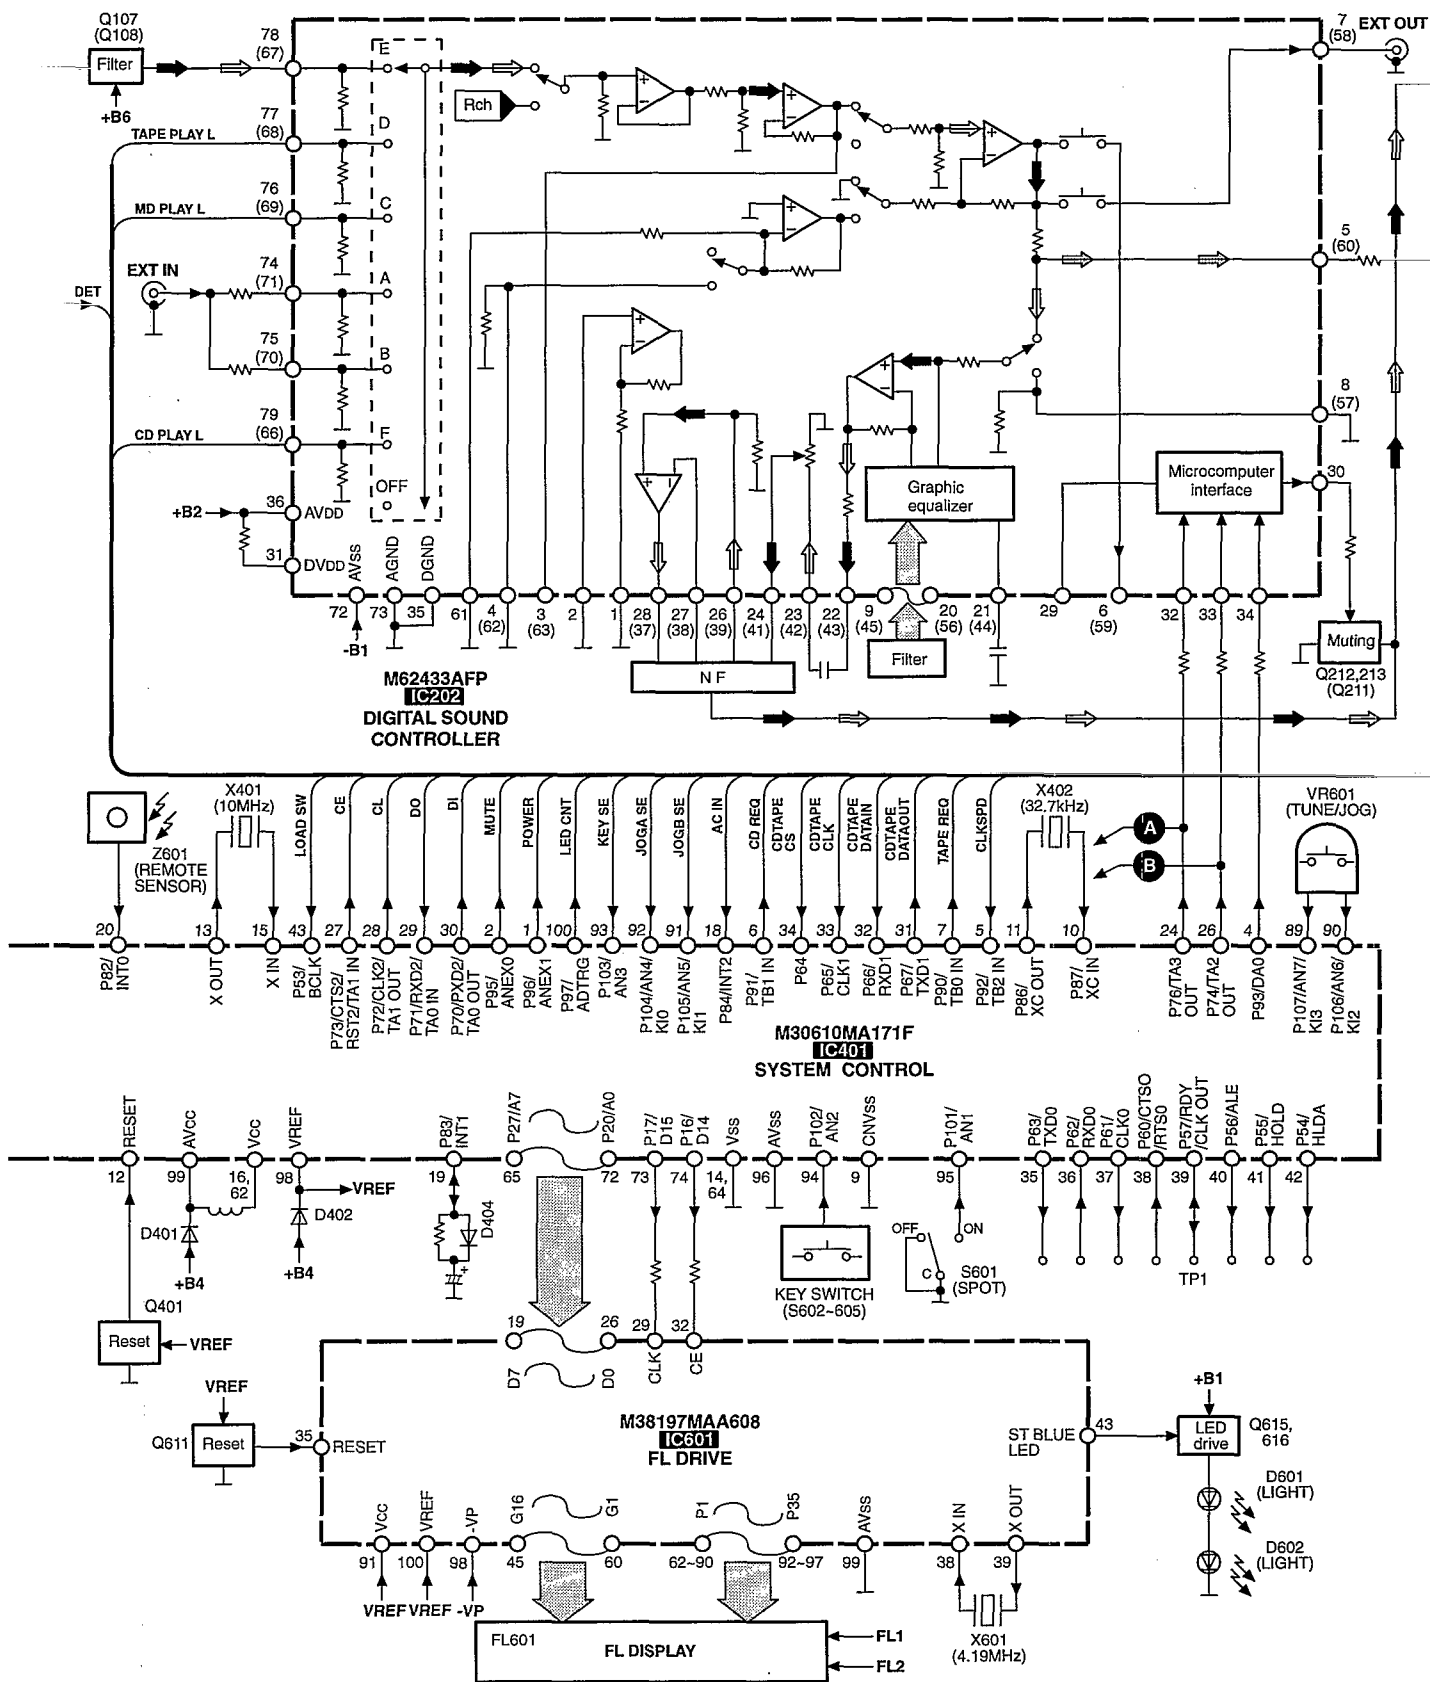 Q107
(Q108)
Filter
+B6
78
(67)
7
(58)
EXT OUT
E
Rch
77
(68)
TAPE PLAY L
D
76
(69)
MD PLAY L
C
5
(60)
EXT IN
74
(71)
A
DET
75
(70)
B
79
(66)
CD PLAY L
F
8
(57)
OFF
+B2
36
AVDD
31
DVDD
AVSS
AGND
DGND
Graphic
equalizer
Microcomputer
interface
30
72
73
35
61
4
(62)
3
(63)
2
1
28
(37)
27
(38)
26
(39)
24
(41)
23
(42)
22
(43)
9
(45)
20
(56)
21
(44)
29
6
(59)
32
33
34
-B1
NF
Filter
Muting
Q212,213
(Q211)
M62433AFP
IC202
DIGITAL SOUND
CONTROLLER
Z601
(REMOTE
SENSOR)
X401
(10MHz)
LOAD SW
CE
CL
DO
DI
MUTE
POWER
LED CNT
KEY SE
JOGA SE
JOGB SE
AC IN
CD REQ
CDTAPE
CS
CDTAPE
CLK
CDTAPE
DATAIN
CDTAPE
DATAOUT
TAPE REQ
CLKSPD
X402
(32.7kHz)
A
B
VR601
(TUNE/JOG)
20
13
15
43
27
28
29
30
2
1
100
93
92
91
18
6
34
33
32
31
7
5
11
10
24
26
4
89
90
P82/
INT0
X OUT
X IN
P53/
BCLK
P73/CTS2/
RST2/TA1 IN
P72/CLK2/
TA1 OUT
P71/RXD2/
TA0 IN
P70/PXD2/
TA0 OUT
P95/
ANEX0
P96/
ANEX1
P97/
ADTRG
P103/
AN3
P104/AN4/
KI0
P105/AN5/
KI1
P84/INT2
P91/
TB1 IN
P64
P65/
CLK1
P66/
RXD1
P67/
TXD1
P90/
TB0 IN
P92/
TB2 IN
P86/
XC OUT
P87/
XC IN
P76/TA3
OUT
P74/TA2
OUT
P93/DA0
P107/AN7/
KI3
P106/AN6/
KI2
M30610MA171F
IC401
SYSTEM CONTROL
RESET
AVCC
VCC
VREF
P83/
INT1
P27/A7
P20/A0
P17/
D15
P16/
D14
VSS
AVSS
P102/
AN2
CNVSS
P101/
AN1
P63/
TXD0
P62/
RXD0
P61/
CLK0
P60/CTSO
/RTS0
P57/RDY
/CLK OUT
P56/ALE
P55/
HOLD
P54/
HLDA
12
99
16,
62
98
19
65
72
73
74
14,
64
96
94
9
95
35
36
37
38
39
40
41
42
VREF
D401
D402
+B4
+B4
D404
+
KEY SWITCH
(S602~605)
OFF
ON
C
S601
(SPOT)
TP1
Q401
Reset
VREF
19
26
29
32
D7
D0
CLK
CE
VREF
Q611
Reset
35
RESET
M38197MAA608
IC601
FL DRIVE
ST BLUE
LED
43
+B1
LED
drive
Q615,
616
D601
(LIGHT)
D602
(LIGHT)
VCC
VREF
-VP
G16
G1
P1
P35
AVSS
X IN
X OUT
91
100
98
45
60
62~90
92~97
99
38
39
VREF
VREF
-VP
FL601
FL DISPLAY
FL1
FL2
X601
(4.19MHz)